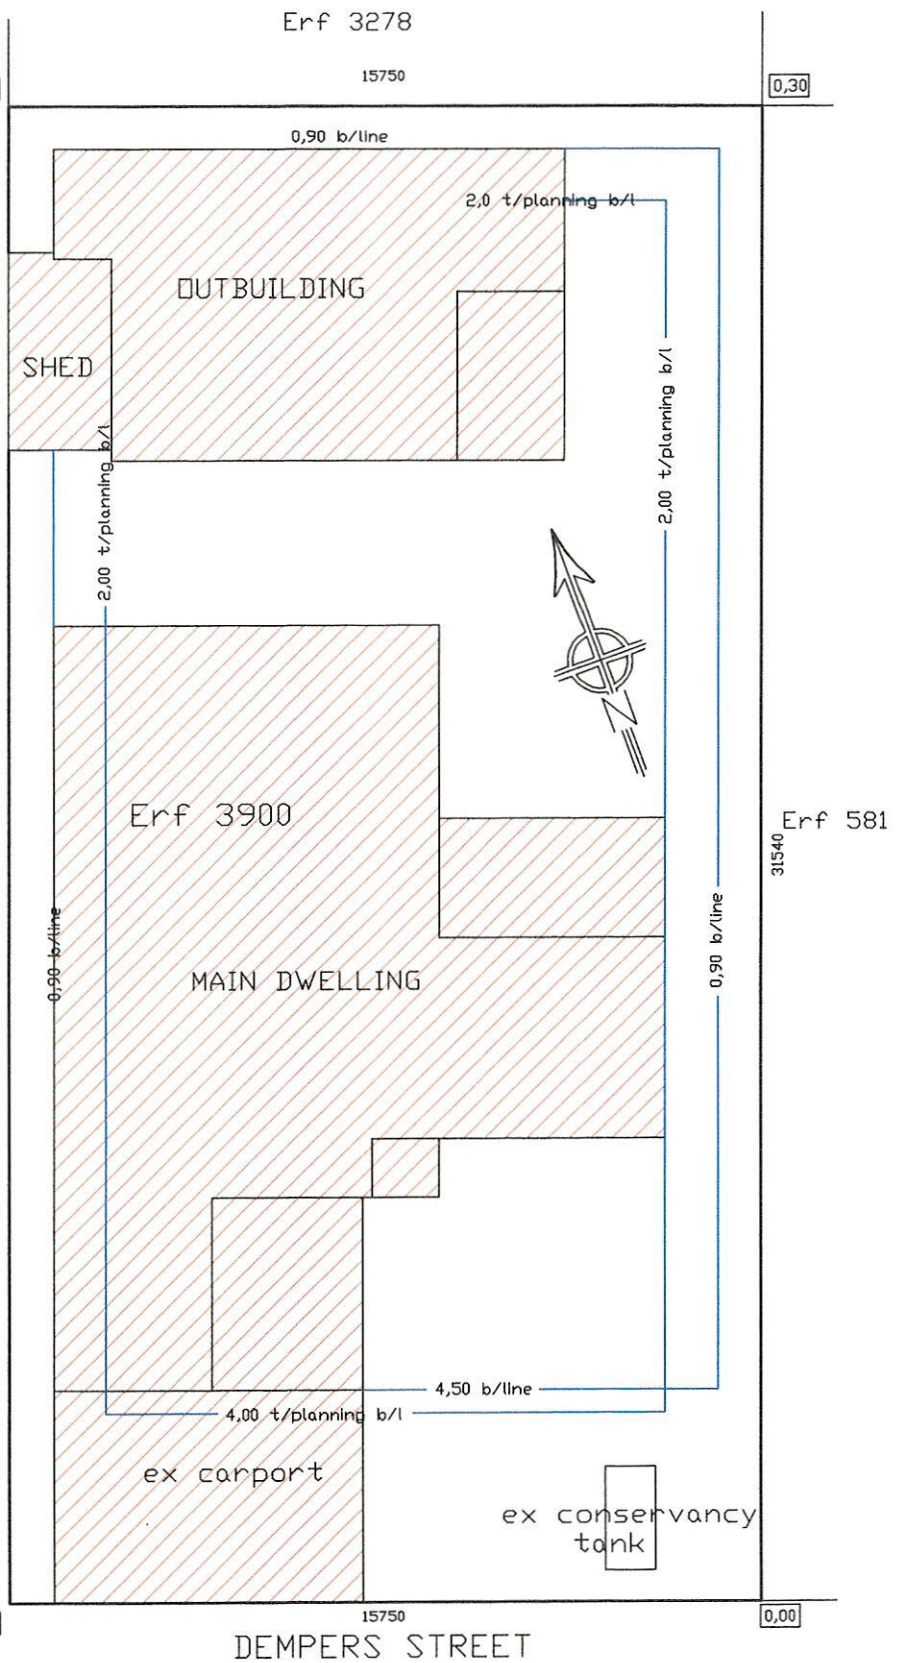 Erf 3278
15750
0,30
0,90 b/line
2,0 t/planning b/l
OUTBUILDING
SHED
2,00 t/planning b/l
2,00 t/planning b/l
N
Erf 3900
Erf 581
31540
0,90 b/line
0,90 b/line
MAIN DWELLING
4,50 b/line
4,00 t/planning b/l
ex carport
ex conservancy
tank
15750
0,00
DEMPERS STREET